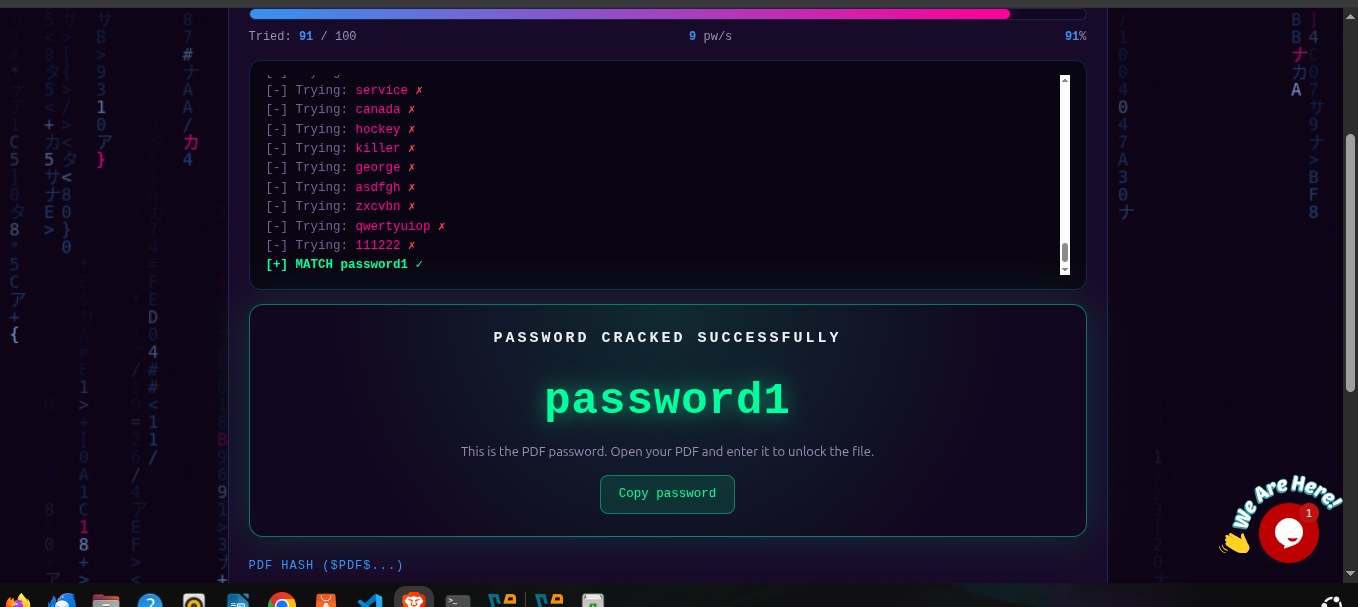 Tried: 91 / 100
9 pw/s
91%
[-] Trying: service ✗
[-] Trying: canada ✗
[-] Trying: hockey ✗
[-] Trying: killer ✗
[-] Trying: george ✗
[-] Trying: asdfgh ✗
[-] Trying: zxcvbn ✗
[-] Trying: qwertyuiop ✗
[-] Trying: 111222 ✗
[+] MATCH password1 ✓
PASSWORD CRACKED SUCCESSFULLY
password1
This is the PDF password. Open your PDF and enter it to unlock the file.
Copy password
PDF HASH ($PDF$...)
We Are Here!
1